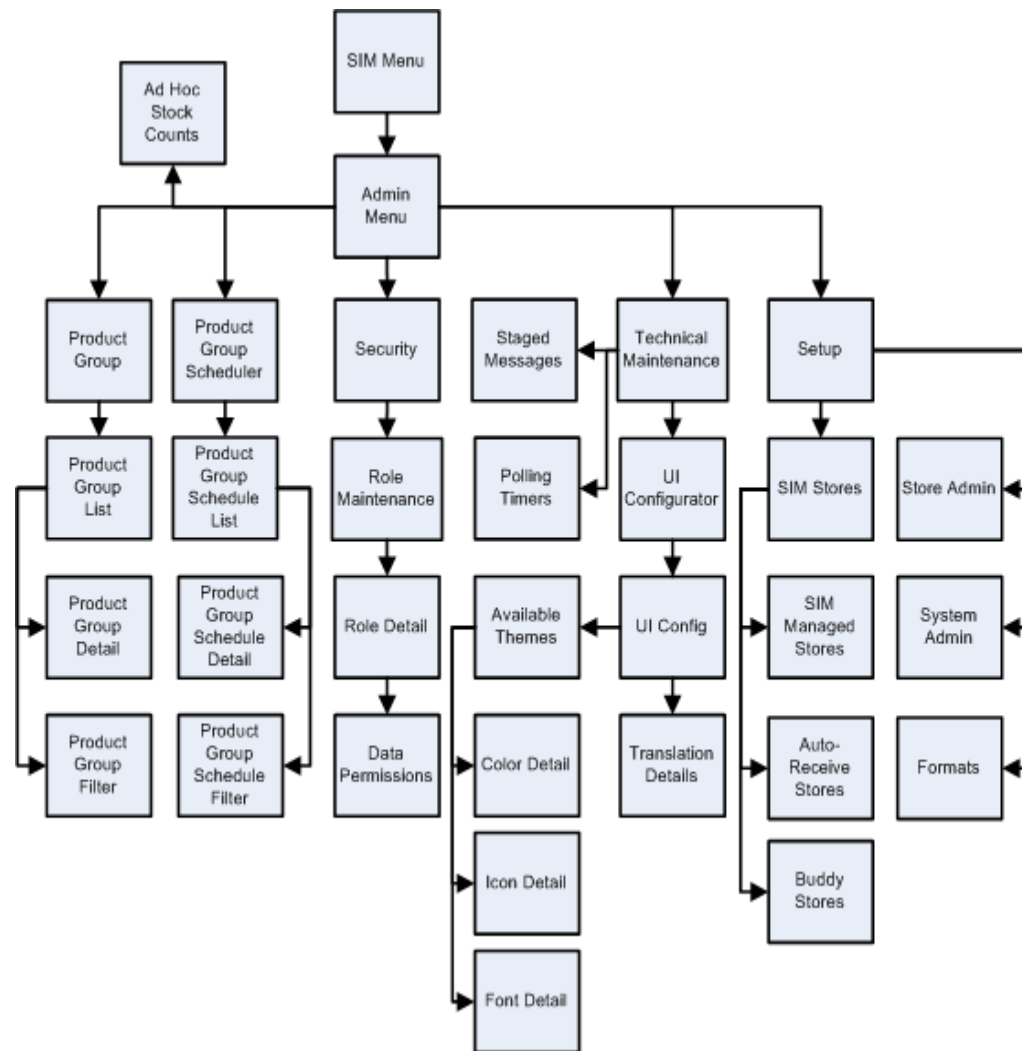 SIM Menu
Ad Hoc
Stock
Counts
Admin
Menu
Product
Group
Product
Group
Scheduler
Security
Staged
Messages
Technical
Maintenance
Setup
Product
Group
List
Product
Group
Schedule
List
Role
Maintenance
Polling
Timers
UI
Configurator
SIM Stores
Store Admin
Product
Group
Detail
Product
Group
Schedule
Detail
Role Detail
Available
Themes
UI Config
SIM
Managed
Stores
System
Admin
Product
Group
Filter
Product
Group
Schedule
Filter
Data
Permissions
Color Detail
Translation
Details
Auto-
Receive
Stores
Formats
Icon Detail
Buddy
Stores
Font Detail